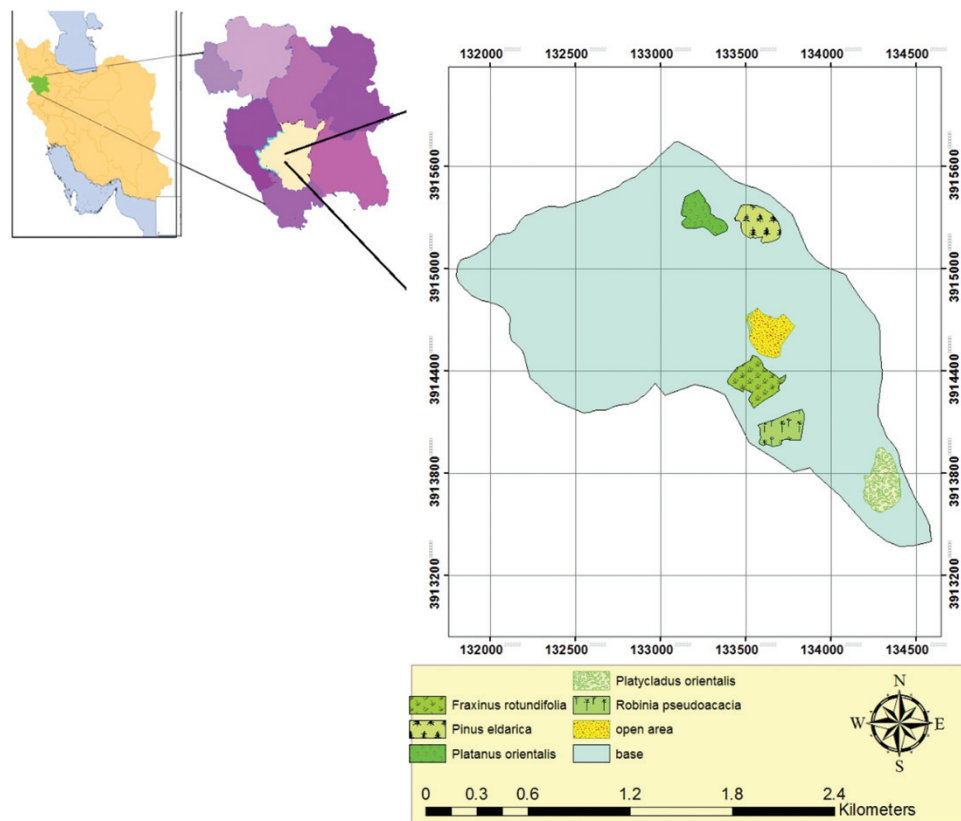 132000 132500 133000 133500 134000 134500
3915600 3915600
3915000 3915000
3914400 3914400
3913800 3913800
3913200 3913200
132000 132500 133000 133500 134000 134500
Platycladus orientalis
Fraxinus rotundifolia Robinia pseudoacacia
Pinus eldarica open area
Platanus orientalis base
N
W E
S
0 0.3 0.6 1.2 1.8 2.4
Kilometers